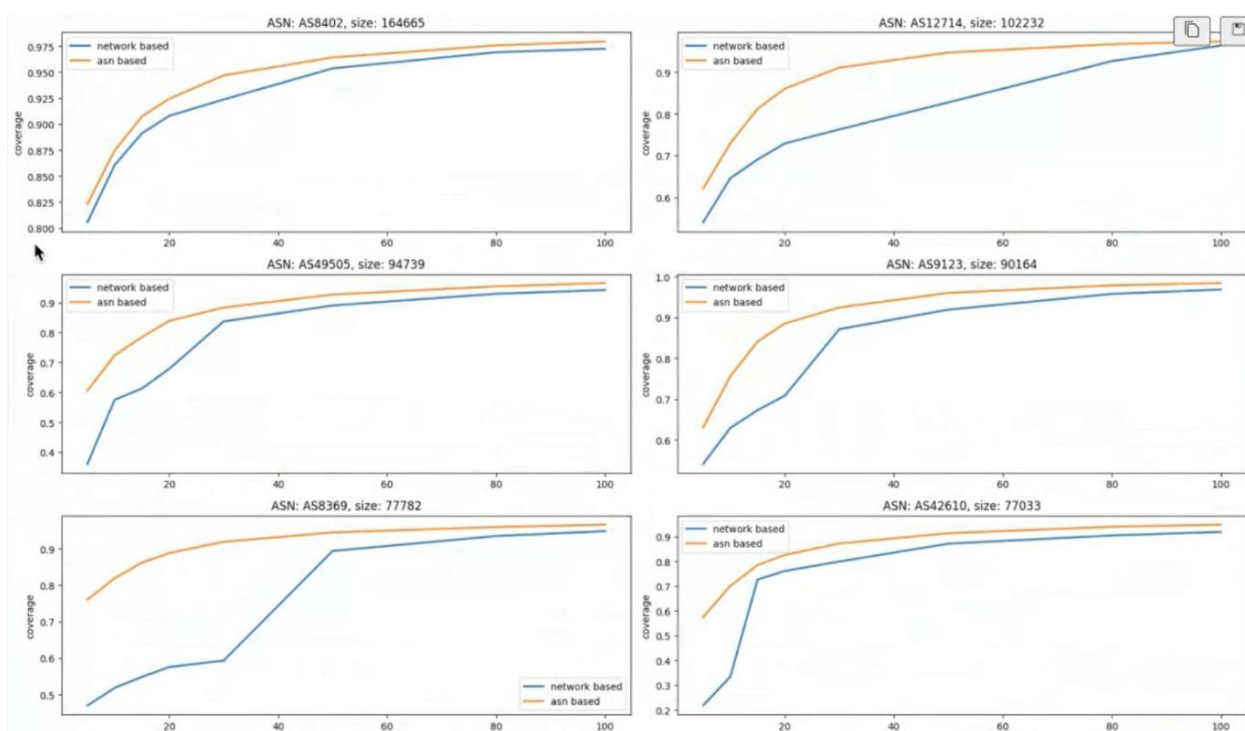 ASN: AS8402, size: 164665
network based
asn based
coverage
0.975
0.950
0.925
0.900
0.875
0.850
0.825
0.800
20 40 60 80 100
ASN: AS12714, size: 102232
network based
asn based
coverage
0.9
0.8
0.7
0.6
20 40 60 80 100
ASN: AS49505, size: 94739
network based
asn based
coverage
0.9
0.8
0.7
0.6
0.5
0.4
20 40 60 80 100
ASN: AS9123, size: 90164
network based
asn based
coverage
1.0
0.9
0.8
0.7
0.6
20 40 60 80 100
ASN: AS8369, size: 77782
coverage
0.9
0.8
0.7
0.6
0.5
network based
asn based
20 40 60 80 100
ASN: AS42610, size: 77033
network based
asn based
coverage
0.9
0.8
0.7
0.6
0.5
0.4
0.3
0.2
20 40 60 80 100